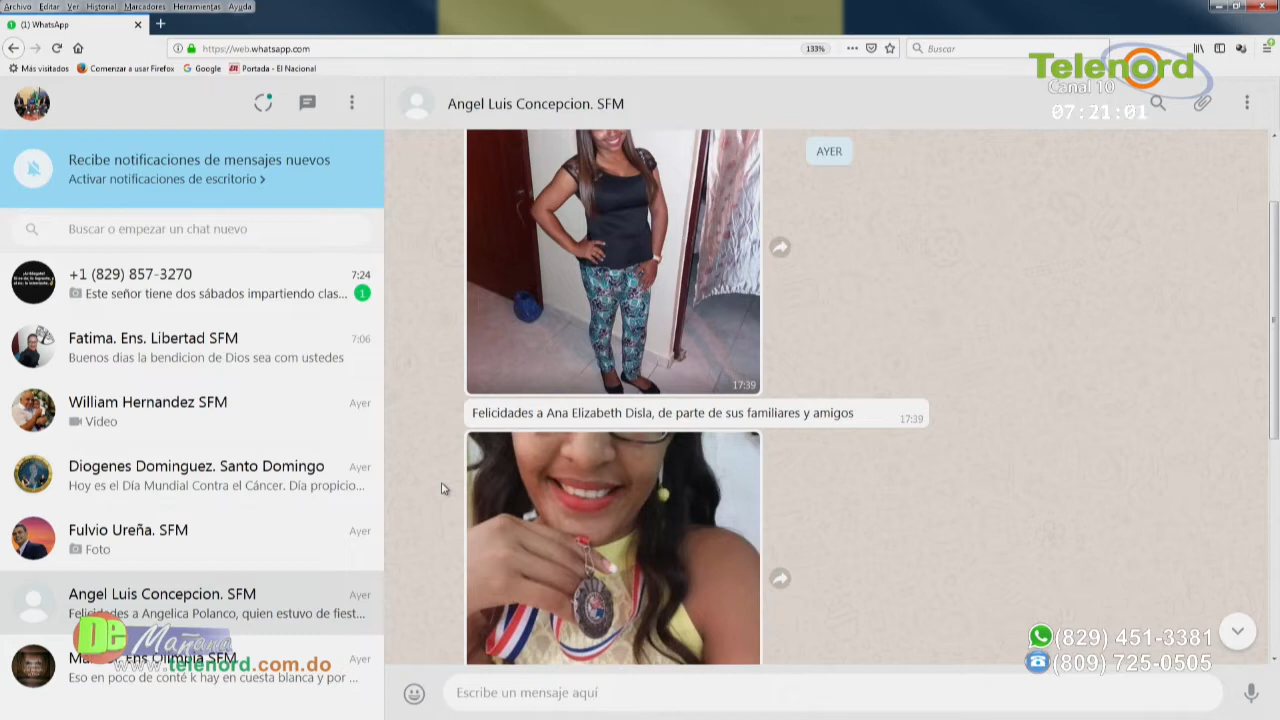 Archivo Editar Ver Historial Marcadores Herramientas Ayuda
(1) WhatsApp
https://web.whatsapp.com
133%
Buscar
Más visitados Comenzar a usar Firefox Google Portada - El Nacional
Telenord
Canal 10
07:21:01
Angel Luis Concepcion. SFM
Recibe notificaciones de mensajes nuevos
Activar notificaciones de escritorio >
Buscar o empezar un chat nuevo
+1 (829) 857-3270 7:24
Este señor tiene dos sábados impartiendo clas... 1
Fatima. Ens. Libertad SFM 7:06
Buenos dias la bendicion de Dios sea com ustedes
William Hernandez SFM Ayer
Video
Diogenes Dominguez. Santo Domingo Ayer
Hoy es el Día Mundial Contra el Cáncer. Día propicio...
Fulvio Ureña. SFM Ayer
Foto
Angel Luis Concepcion. SFM Ayer
Felicidades a Angelica Polanco, quien estuvo de fiest...
Ens Olimpia SFM Ayer
Eso en poco de conté k hay en cuesta blanca y por ...
De Mañana
www.telenord.com.do
AYER
17:39
Felicidades a Ana Elizabeth Disla, de parte de sus familiares y amigos 17:39
(829) 451-3381
(809) 725-0505
Escribe un mensaje aquí